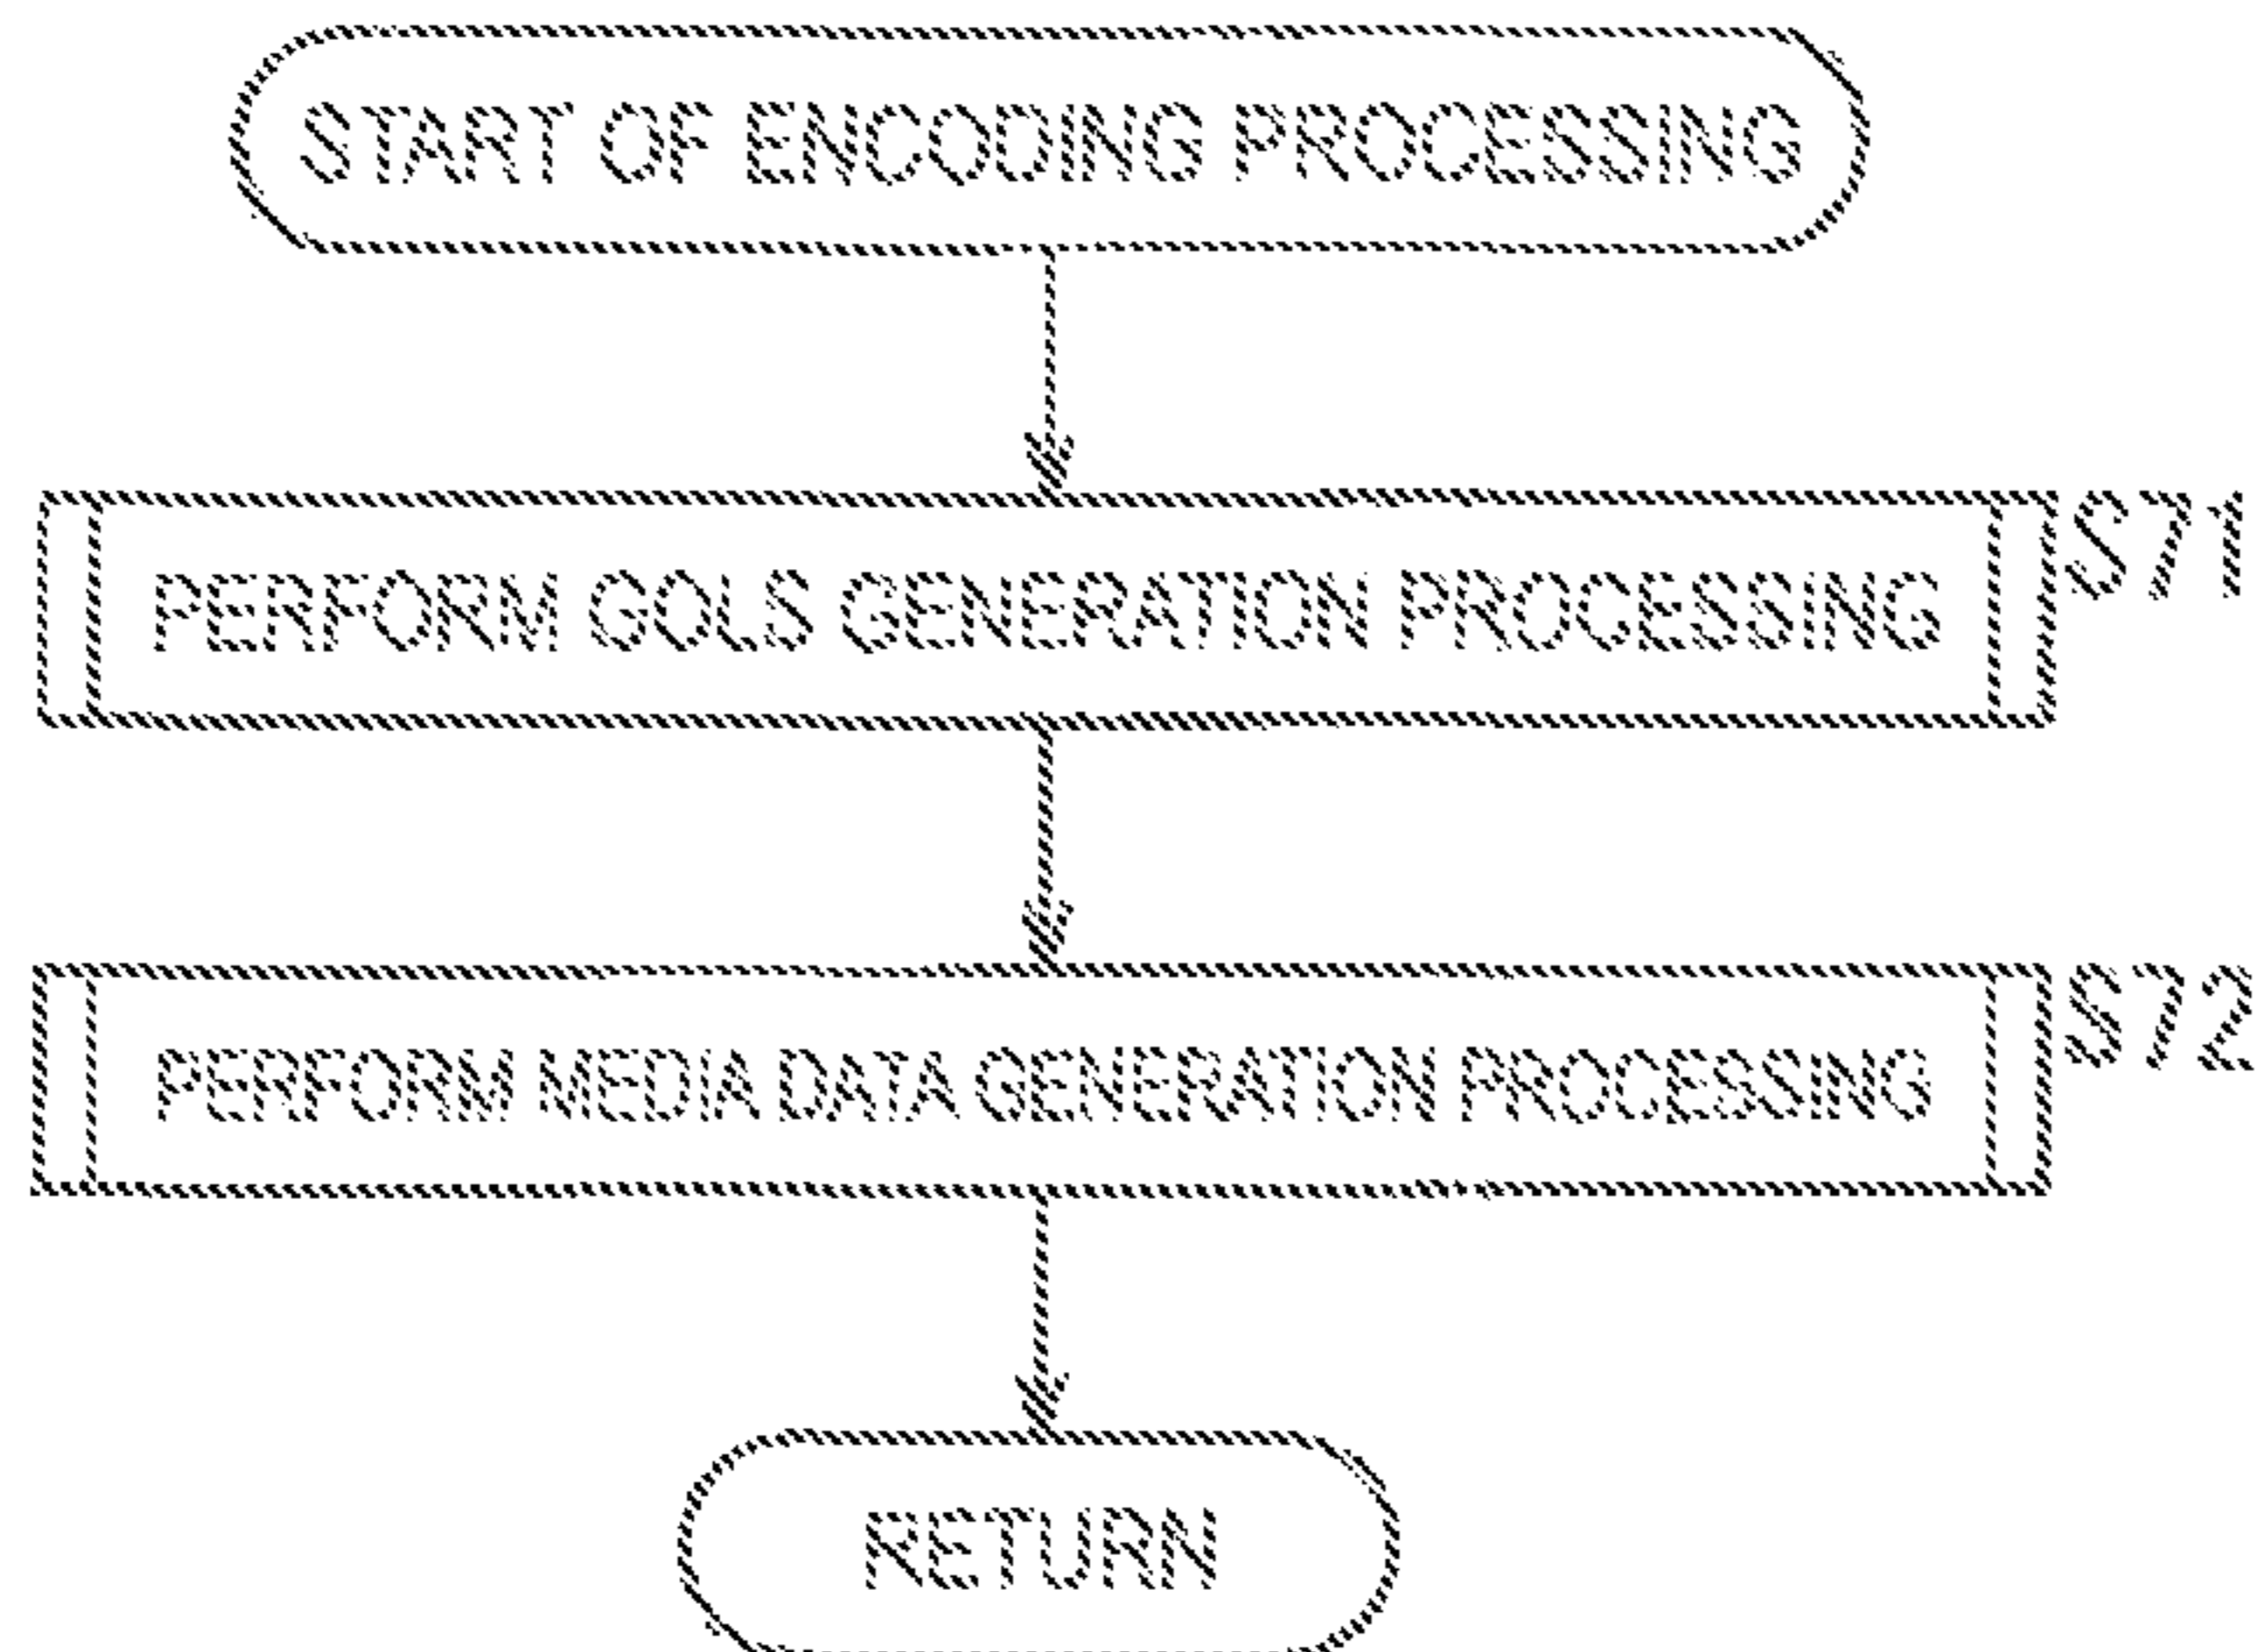 START OF ENCODING PROCESSING
PERFORM GOLS GENERATION PROCESSING
S71
PERFORM MEDIA DATA GENERATION PROCESSING
S72
RETURN